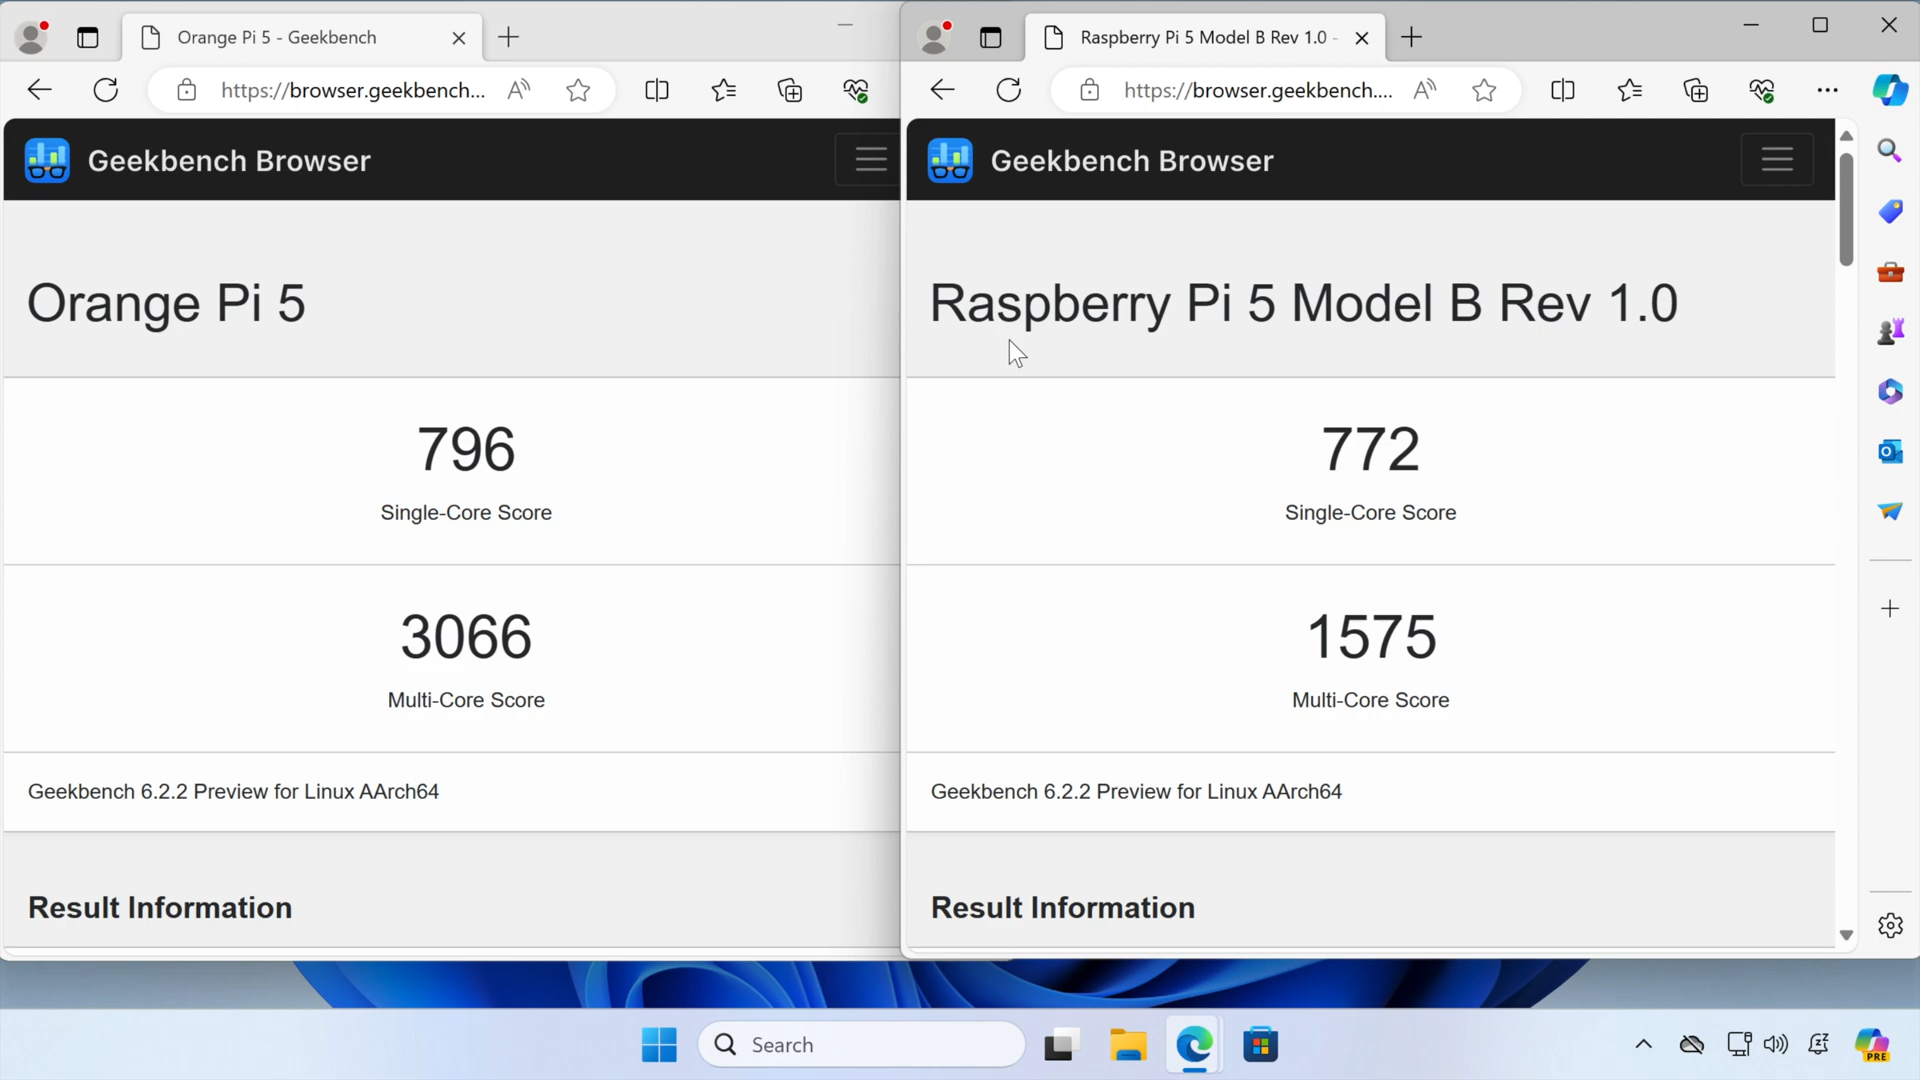 Orange Pi 5 - Geekbench
https://browser.geekbench...
Geekbench Browser
Orange Pi 5
796
Single-Core Score
3066
Multi-Core Score
Geekbench 6.2.2 Preview for Linux AArch64
Result Information
Raspberry Pi 5 Model B Rev 1.0 -
https://browser.geekbench....
Geekbench Browser
Raspberry Pi 5 Model B Rev 1.0
772
Single-Core Score
1575
Multi-Core Score
Geekbench 6.2.2 Preview for Linux AArch64
Result Information
Search
PRE